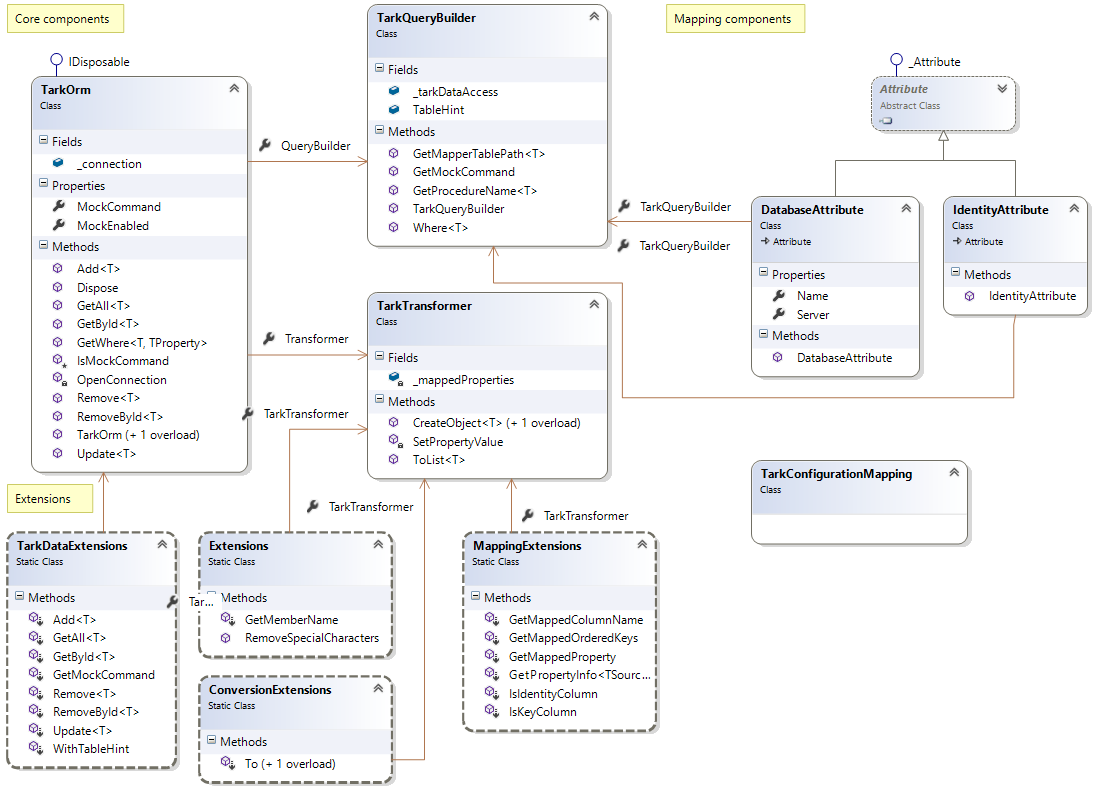 Core components
IDisposable
TarkOrm
Class
Fields
_connection
Properties
MockCommand
MockEnabled
Methods
Add<T>
Dispose
GetAll<T>
GetById<T>
GetWhere<T, TProperty>
IsMockCommand
OpenConnection
Remove<T>
RemoveById<T>
TarkOrm (+ 1 overload)
Update<T>
QueryBuilder
Transformer
TarkTransformer
TarkQueryBuilder
Class
Fields
_tarkDataAccess
TableHint
Methods
GetMapperTablePath<T>
GetMockCommand
GetProcedureName<T>
TarkQueryBuilder
Where<T>
TarkTransformer
Class
Fields
_mappedProperties
Methods
CreateObject<T> (+ 1 overload)
SetPropertyValue
ToList<T>
Mapping components
_Attribute
Attribute
Abstract Class
TarkQueryBuilder
TarkQueryBuilder
DatabaseAttribute
Class
Attribute
Properties
Name
Server
Methods
DatabaseAttribute
IdentityAttribute
Class
Attribute
Methods
IdentityAttribute
TarkConfigurationMapping
Class
Extensions
TarkDataExtensions
Static Class
Methods
Add<T>
GetAll<T>
GetById<T>
GetMockCommand
Remove<T>
RemoveById<T>
Update<T>
WithTableHint
Tar...
TarkTransformer
Extensions
Static Class
Methods
GetMemberName
RemoveSpecialCharacters
ConversionExtensions
Static Class
Methods
To (+ 1 overload)
TarkTransformer
MappingExtensions
Static Class
Methods
GetMappedColumnName
GetMappedOrderedKeys
GetMappedProperty
GetPropertyInfo<TSourc...
IsIdentityColumn
IsKeyColumn